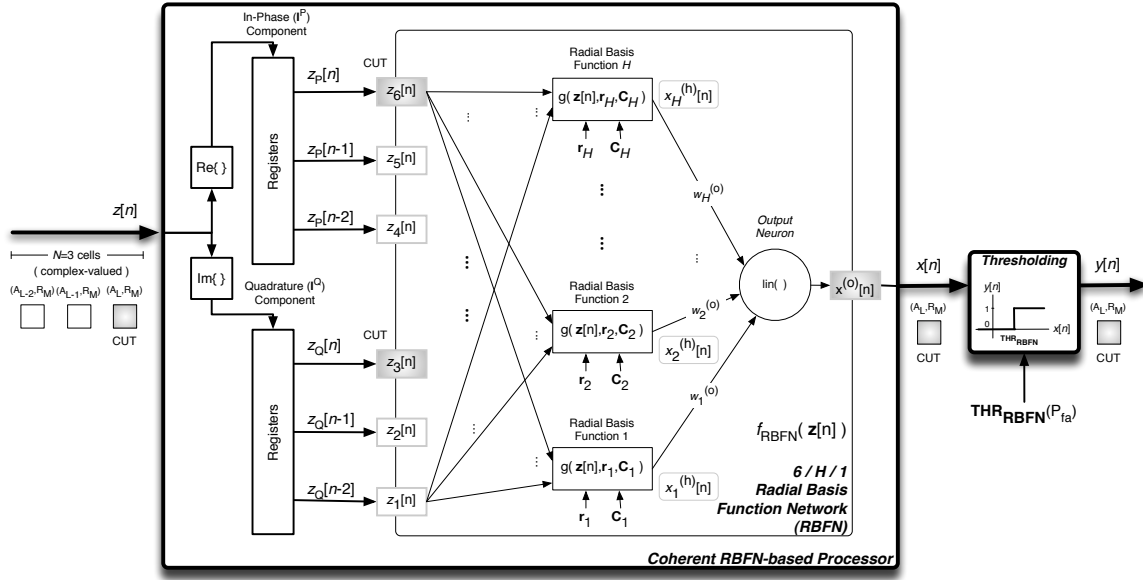 z[n]
N=3 cells
( complex-valued )
(A_L-2,R_M) (A_L-1,R_M) (A_L,R_M)
CUT
In-Phase (I^P)
Component
Re{ }
Im{ }
Registers
Quadrature (I^Q)
Component
Registers
z_P[n]
z_P[n-1]
z_P[n-2]
z_Q[n]
z_Q[n-1]
z_Q[n-2]
CUT
z_6[n]
z_5[n]
z_4[n]
CUT
z_3[n]
z_2[n]
z_1[n]
Radial Basis
Function H
g( z[n],r_H,C_H )
r_H C_H
x_H^(h)[n]
Radial Basis
Function 2
g( z[n],r_2,C_2 )
r_2 C_2
x_2^(h)[n]
Radial Basis
Function 1
g( z[n],r_1,C_1 )
r_1 C_1
x_1^(h)[n]
w_H^(o)
w_2^(o)
w_1^(o)
Output
Neuron
lin( )
x^(o)[n]
f_RBFN( z[n] )
6 / H / 1
Radial Basis
Function Network
(RBFN)
Coherent RBFN-based Processor
x[n]
(A_L,R_M)
CUT
Thresholding
y[n]
1
0
x[n]
THR_RBFN
THR_RBFN(P_fa)
y[n]
(A_L,R_M)
CUT